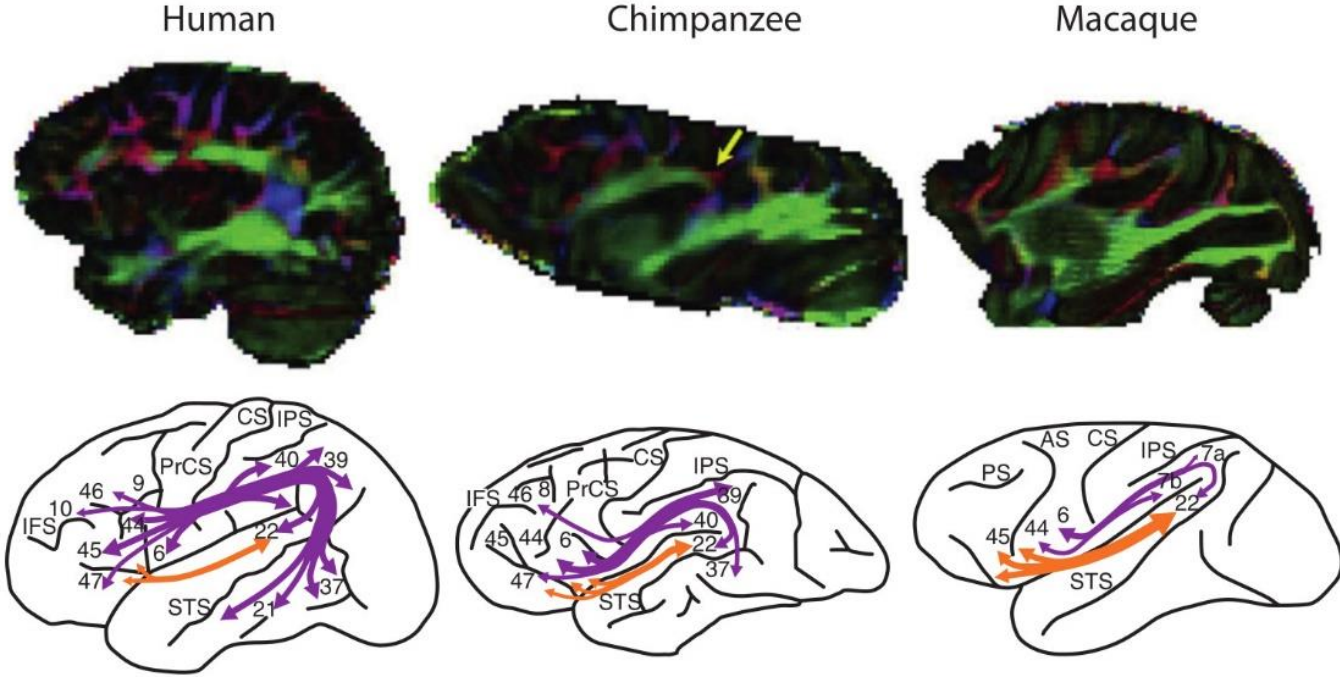 Human Chimpanzee Macaque
CS IPS
PrCS 40 39
9
46
10
IFS 44
45 6 22
47
STS 21 37
CS IPS
IFS 46 8 PrCS
39
45 44 6 40
22
47 37
STS
AS CS IPS 7a
PS 7b
22
45 44 6
STS